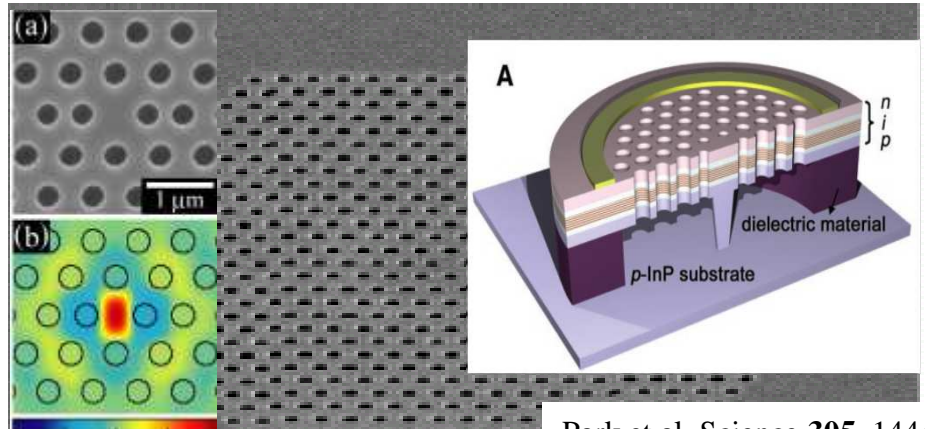 (a)
1 μm
(b)
A
n
i
p
dielectric material
p-InP substrate
Park et al. Science 305, 144